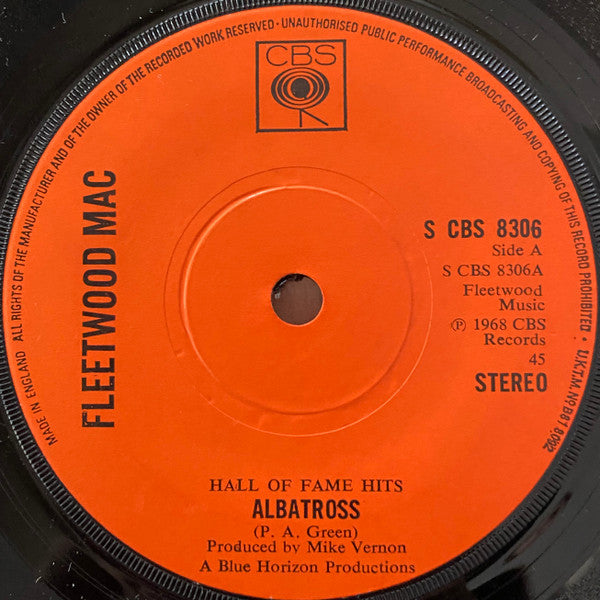 MADE IN ENGLAND ALL RIGHTS OF THE MANUFACTURER AND OF THE OWNER OF THE RECORDED WORK RESERVED · UNAUTHORISED PUBLIC PERFORMANCE BROADCASTING AND COPYING OF THIS RECORD PROHIBITED • U.K.T.M. Nº B818,092
CBS
FLEETWOOD MAC
S CBS 8306
Side A
S CBS 8306A
Fleetwood
Music
℗ 1968 CBS
Records
45
STEREO
HALL OF FAME HITS
ALBATROSS
(P. A. Green)
Produced by Mike Vernon
A Blue Horizon Productions